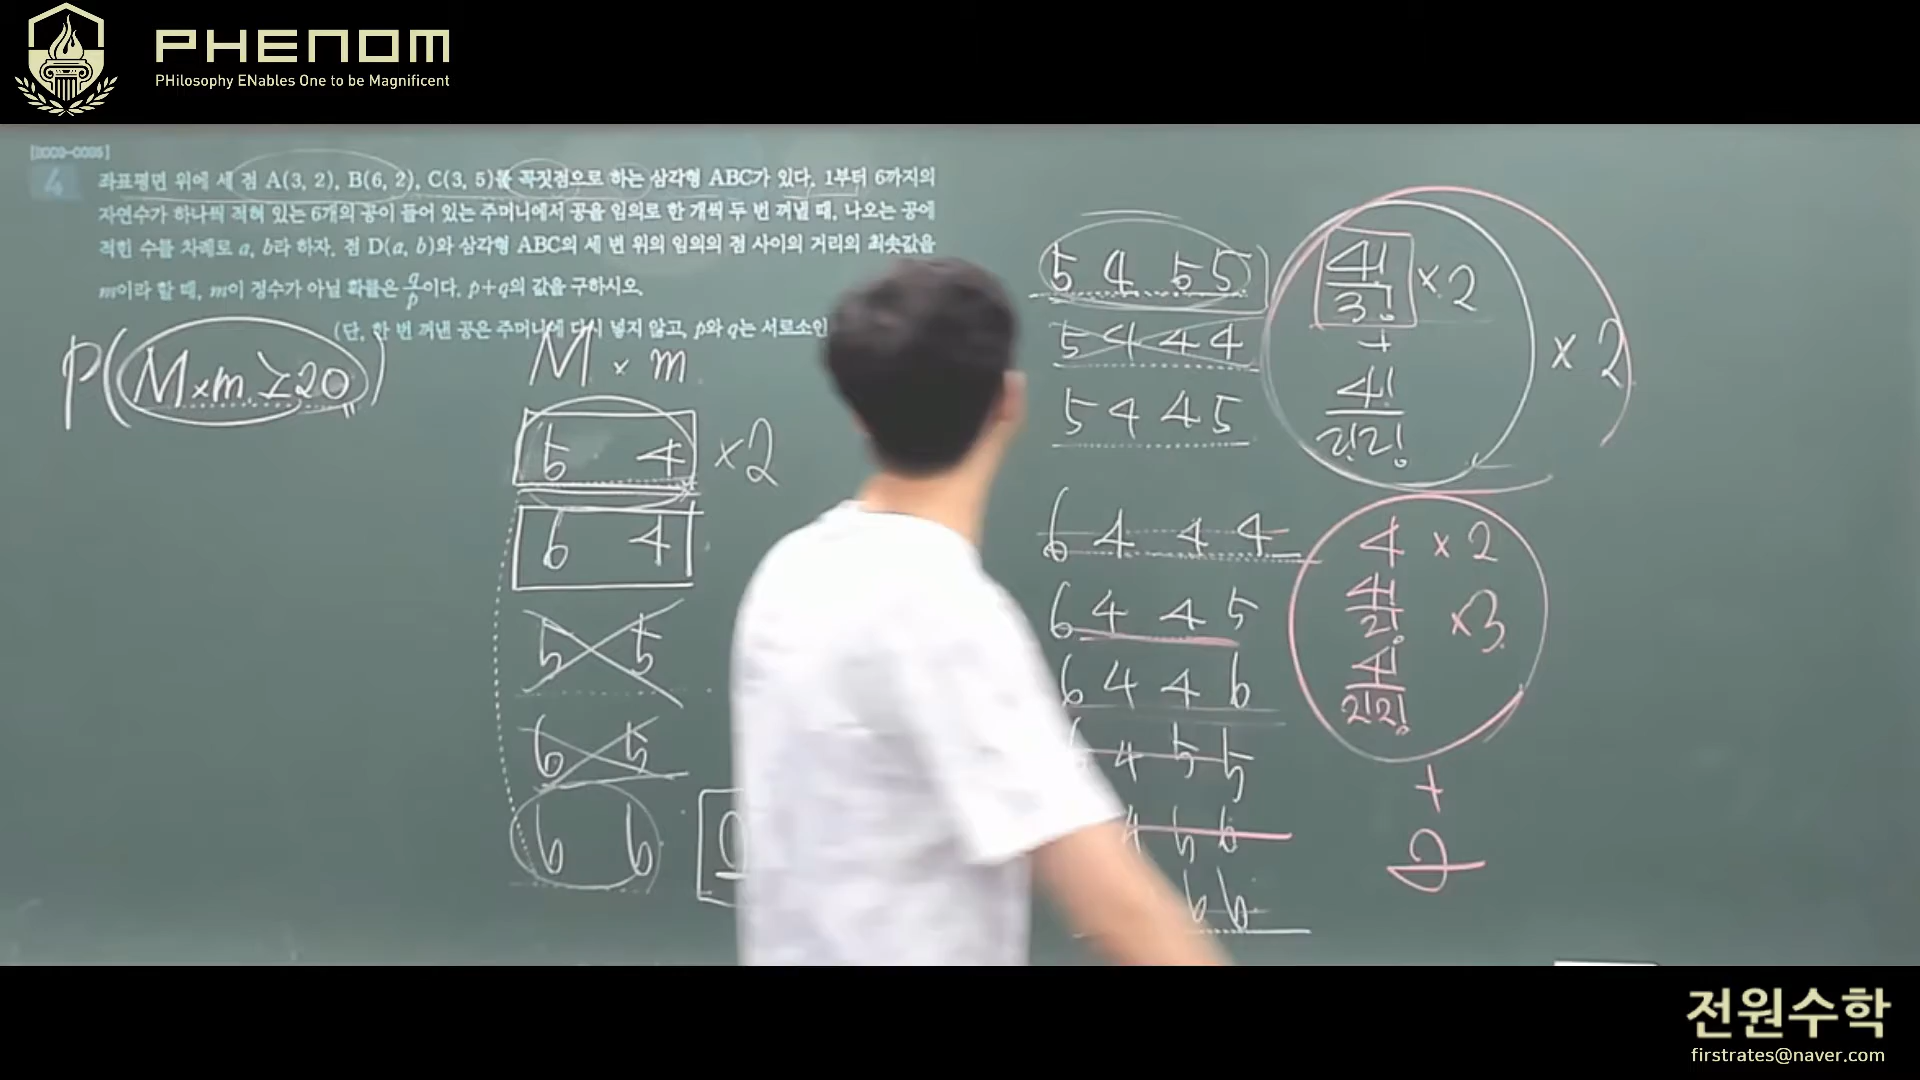 PHENOM
PHilosophy ENables One to be Magnificent
4
좌표평면 위에 세 점 A(3, 2), B(6, 2), C(3, 5)를 꼭짓점으로 하는 삼각형 ABC가 있다. 1부터 6까지의
자연수가 하나씩 적혀 있는 6개의 공이 들어 있는 주머니에서 공을 임의로 한 개씩 두 번 꺼낼 때, 나오는 공에
적힌 수를 차례로 a, b라 하자. 점 D(a, b)와 삼각형 ABC의 세 변 위의 임의의 점 사이의 거리의 최솟값을
m이라 할 때, m이 정수가 아닐 확률은 q/p이다. p+q의 값을 구하시오.
(단, 한 번 꺼낸 공은 주머니에 다시 넣지 않고, p와 q는 서로소인
P(M×m ≥ 20)
M × m
5 4 ×2
6 4
5 5
6 5
6 6
5 4 5 5
5 4 4 4
5 4 4 5
6 4 4 4
6 4 4 5
6 4 4 6
4 5 5
4 5 6
6 6
4!/3! ×2
+
4!/2!2!
×2
4 ×2
4!/2! ×3
4!/2!2!
+
전원수학
firstrates@naver.com